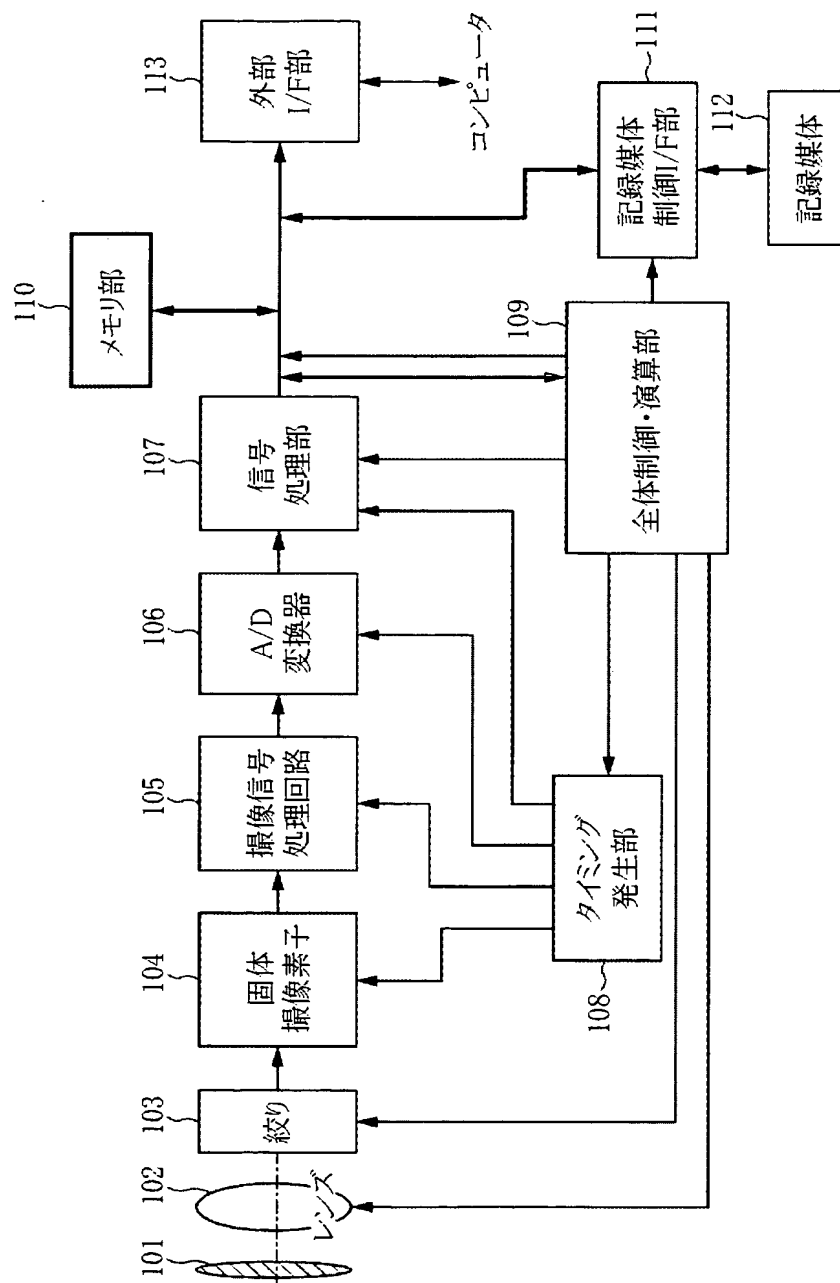 101
102
レンズ
103
絞り
104
固体
撮像素子
105
撮像信号
処理回路
106
A/D
変換器
107
信号
処理部
110
メモリ部
113
外部
I/F部
コンピュータ
108
タイミング
発生部
109
全体制御・演算部
111
記録媒体
制御I/F部
112
記録媒体